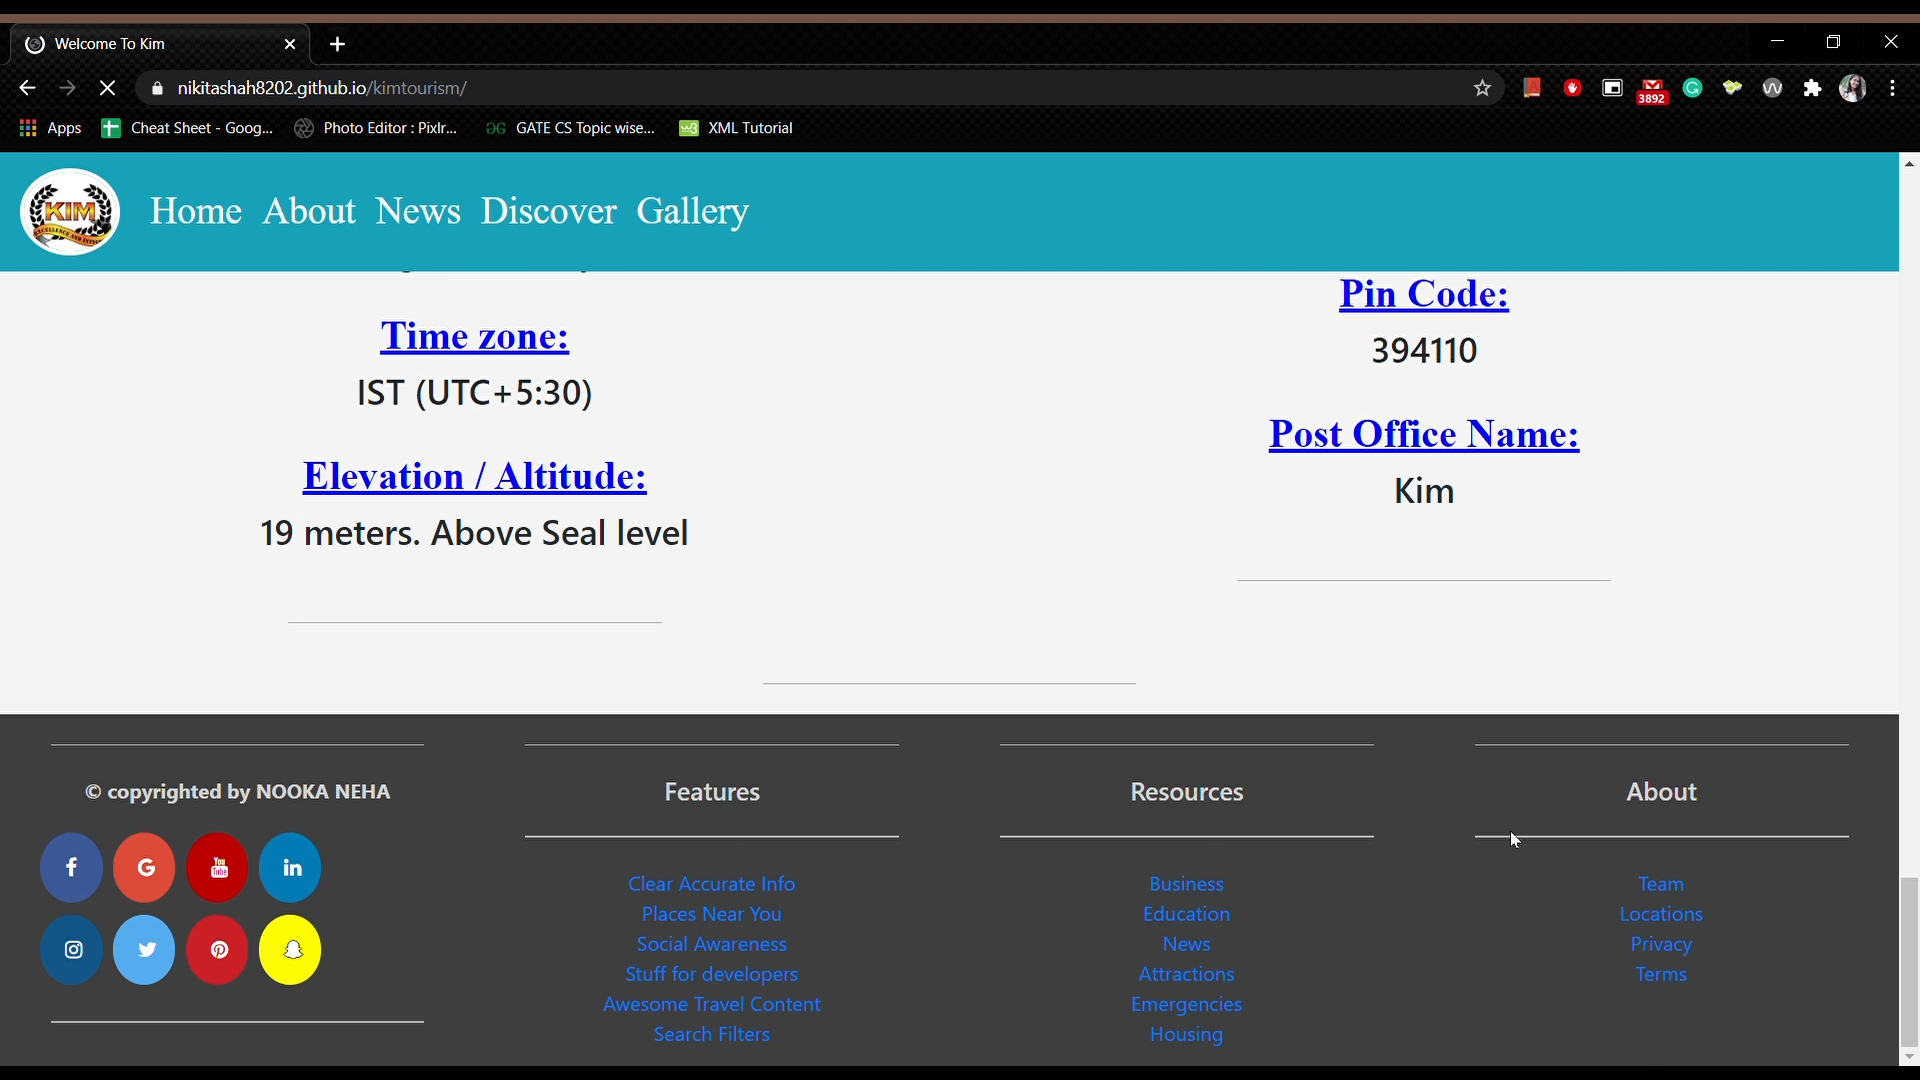 Welcome To Kim
nikitashah8202.github.io/kimtourism/
3892
Apps
Cheat Sheet - Goog...
Photo Editor : Pixlr...
GATE CS Topic wise...
XML Tutorial
KIM
Home About News Discover Gallery
Time zone:
IST (UTC+5:30)
Elevation / Altitude:
19 meters. Above Seal level
Pin Code:
394110
Post Office Name:
Kim
© copyrighted by NOOKA NEHA
Features
Clear Accurate Info
Places Near You
Social Awareness
Stuff for developers
Awesome Travel Content
Search Filters
Resources
Business
Education
News
Attractions
Emergencies
Housing
About
Team
Locations
Privacy
Terms